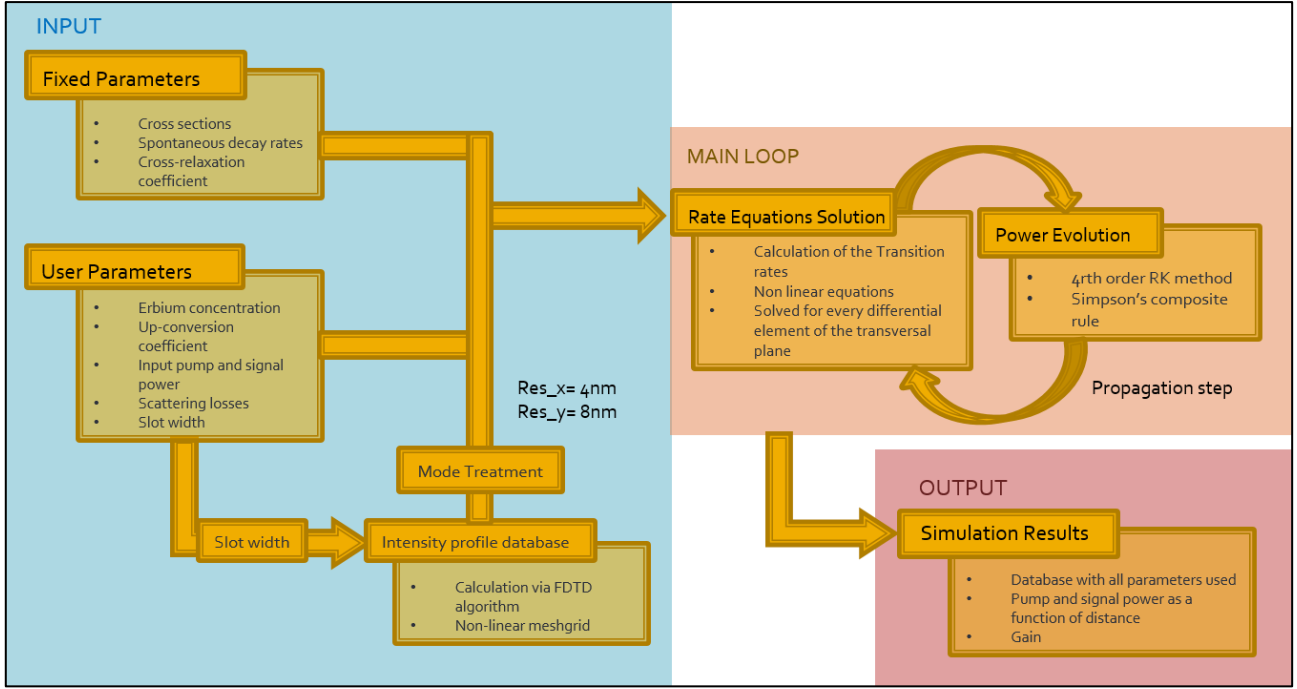 INPUT
Fixed Parameters
• Cross sections
• Spontaneous decay rates
• Cross-relaxation
coefficient
User Parameters
• Erbium concentration
• Up-conversion
coefficient
• Input pump and signal
power
• Scattering losses
• Slot width
Slot width
Res_x= 4nm
Res_y= 8nm
Mode Treatment
Intensity profile database
• Calculation via FDTD
algorithm
• Non-linear meshgrid
MAIN LOOP
Rate Equations Solution
• Calculation of the Transition
rates
• Non linear equations
• Solved for every differential
element of the transversal
plane
Power Evolution
• 4rth order RK method
• Simpson's composite
rule
Propagation step
OUTPUT
Simulation Results
• Database with all parameters used
• Pump and signal power as a
function of distance
• Gain